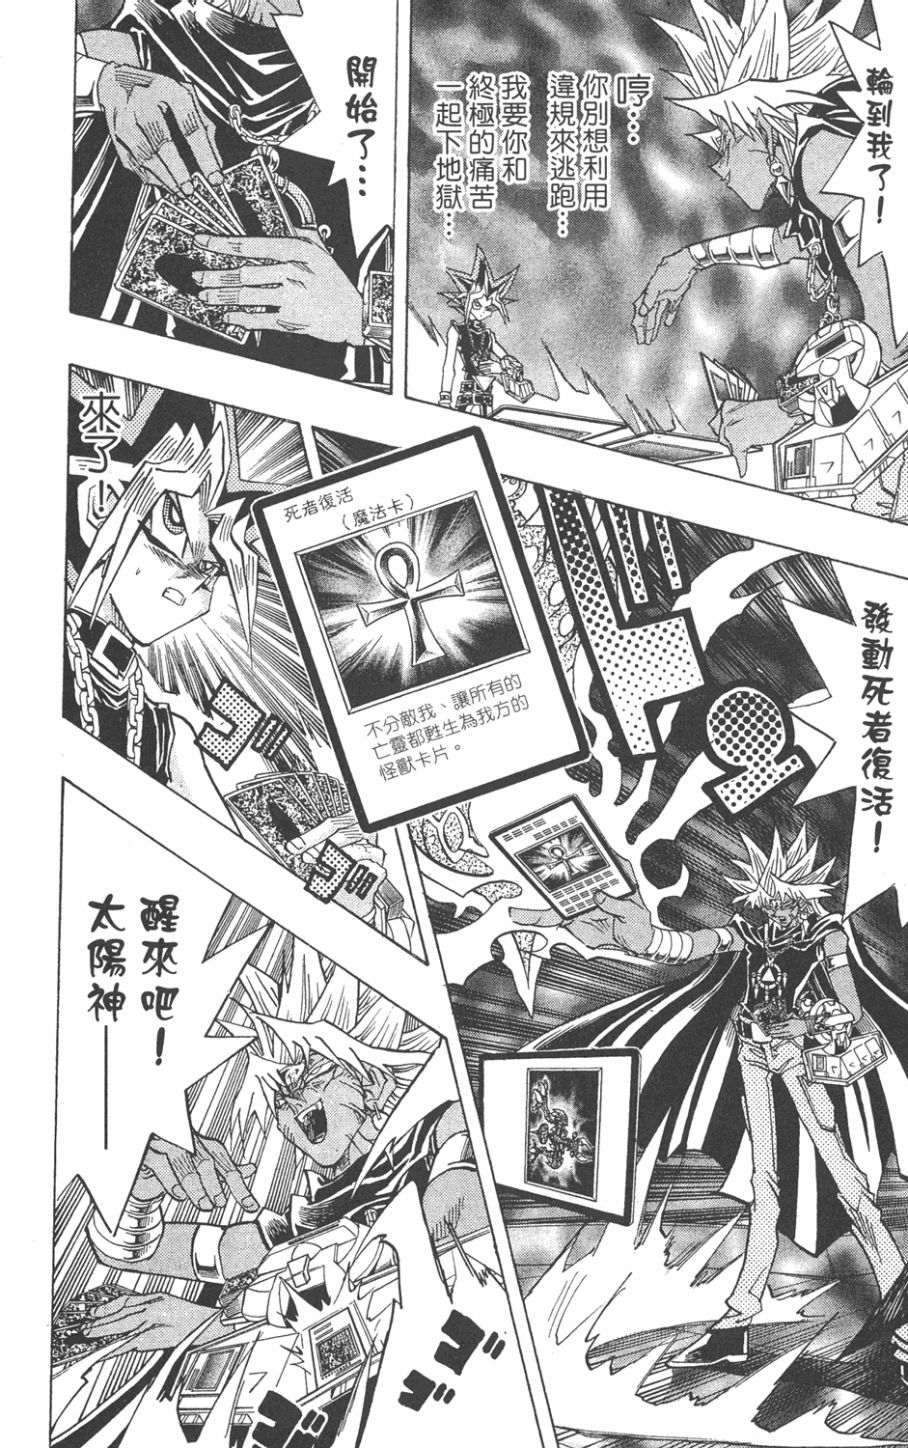 輪到我了！
哼…
你別想利用
違規來逃跑…
我要你和
終極的痛苦
一起下地獄…
開始了…
發動死者復活！
來了！
死者復活
（魔法卡）
不分敵我、讓所有的
亡靈都甦生為我方的
怪獸卡片。
醒來吧！
太陽神——